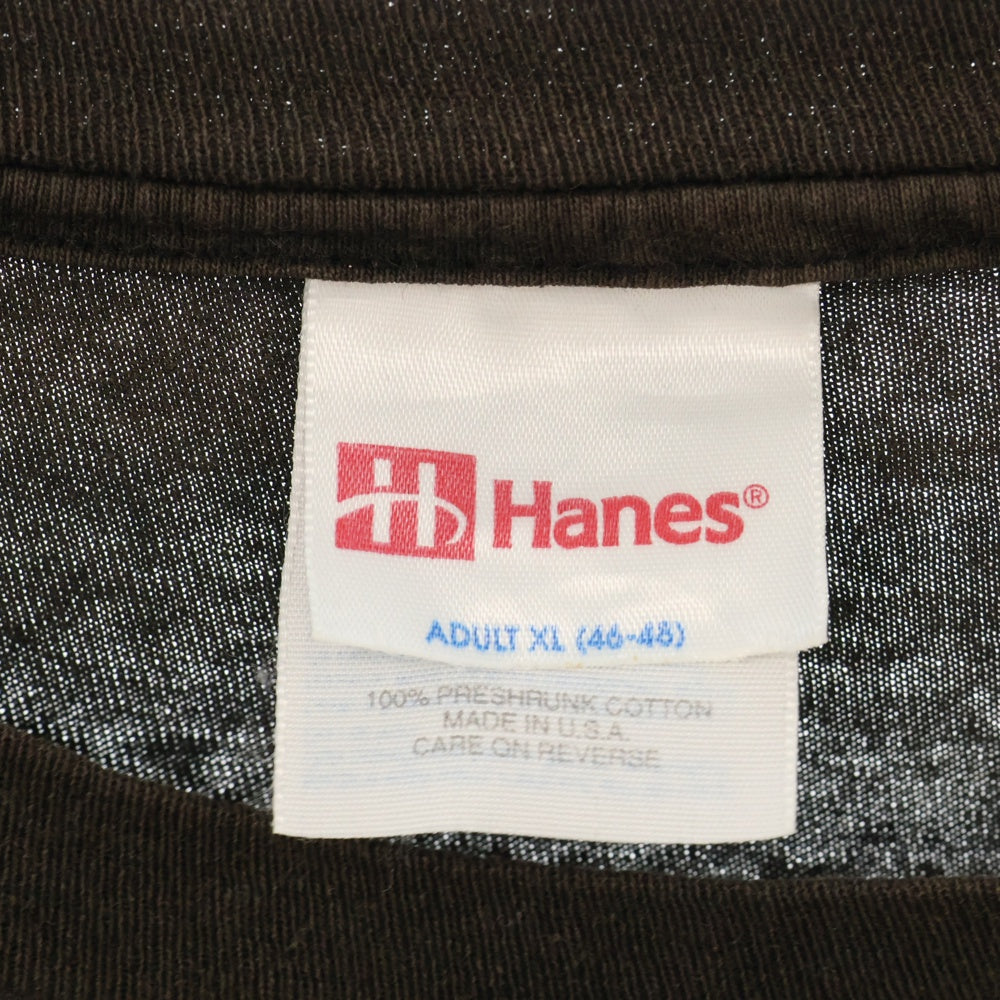 H Hanes®
ADULT XL (46-48)
100% PRESHRUNK COTTON
MADE IN U.S.A.
CARE ON REVERSE